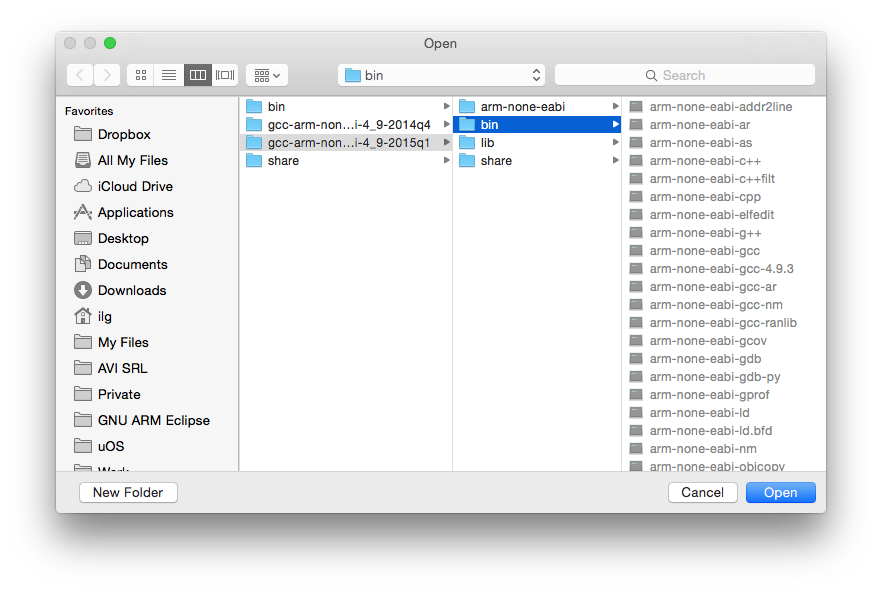 Open
bin
Search
Favorites
Dropbox
All My Files
iCloud Drive
Applications
Desktop
Documents
Downloads
ilg
My Files
AVI SRL
Private
GNU ARM Eclipse
uOS
Work
bin
gcc-arm-non...i-4_9-2014q4
gcc-arm-non...i-4_9-2015q1
share
arm-none-eabi
bin
lib
share
arm-none-eabi-addr2line
arm-none-eabi-ar
arm-none-eabi-as
arm-none-eabi-c++
arm-none-eabi-c++filt
arm-none-eabi-cpp
arm-none-eabi-elfedit
arm-none-eabi-g++
arm-none-eabi-gcc
arm-none-eabi-gcc-4.9.3
arm-none-eabi-gcc-ar
arm-none-eabi-gcc-nm
arm-none-eabi-gcc-ranlib
arm-none-eabi-gcov
arm-none-eabi-gdb
arm-none-eabi-gdb-py
arm-none-eabi-gprof
arm-none-eabi-ld
arm-none-eabi-ld.bfd
arm-none-eabi-nm
arm-none-eabi-objcopy
New Folder
Cancel
Open